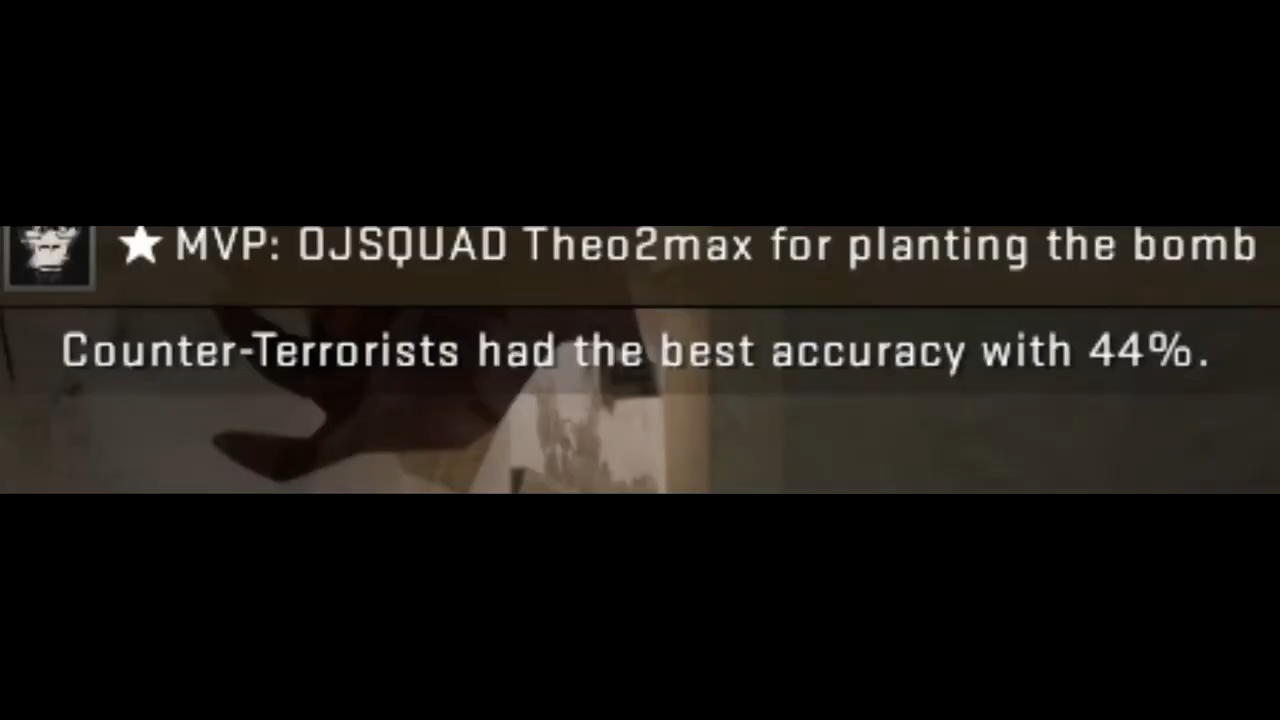 ★ MVP: OJSQUAD Theo2max for planting the bomb
Counter-Terrorists had the best accuracy with 44%.